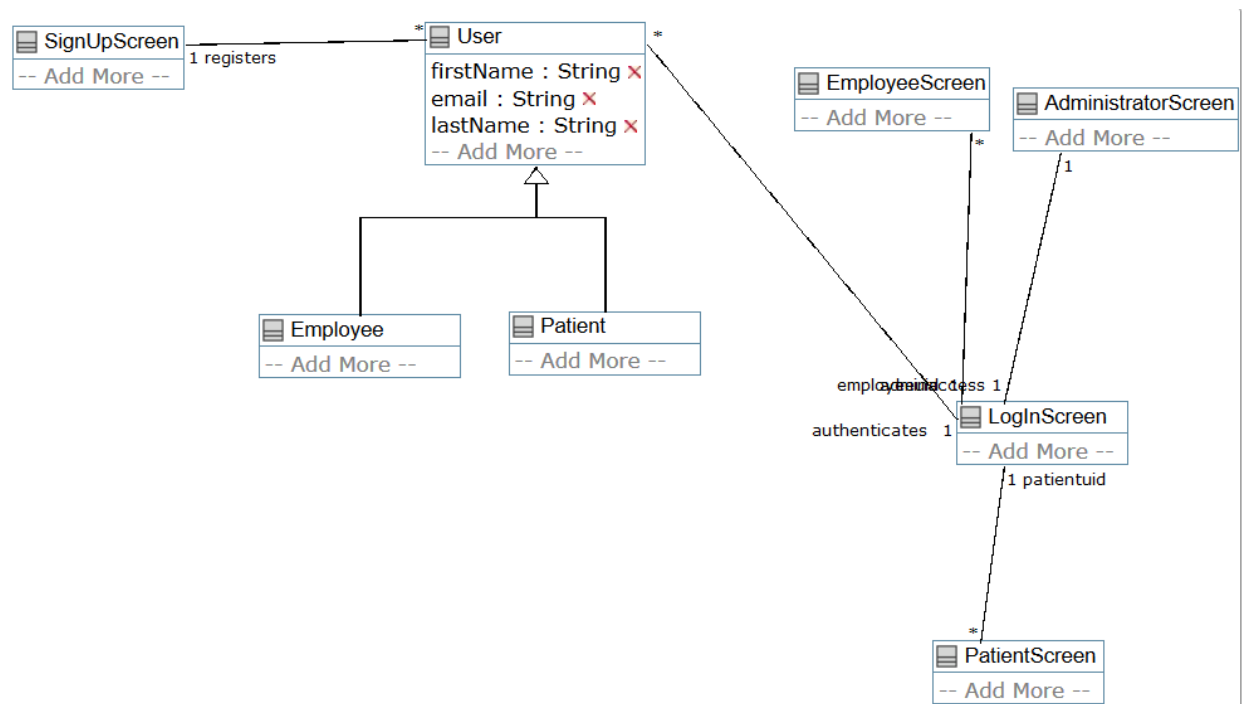 SignUpScreen
-- Add More --
1 registers
*
User
firstName : String
email : String
lastName : String
-- Add More --
*
EmployeeScreen
-- Add More --
*
AdministratorScreen
-- Add More --
1
Employee
-- Add More --
Patient
-- Add More --
1
authenticates 1
LogInScreen
-- Add More --
1 patientuid
*
PatientScreen
-- Add More --